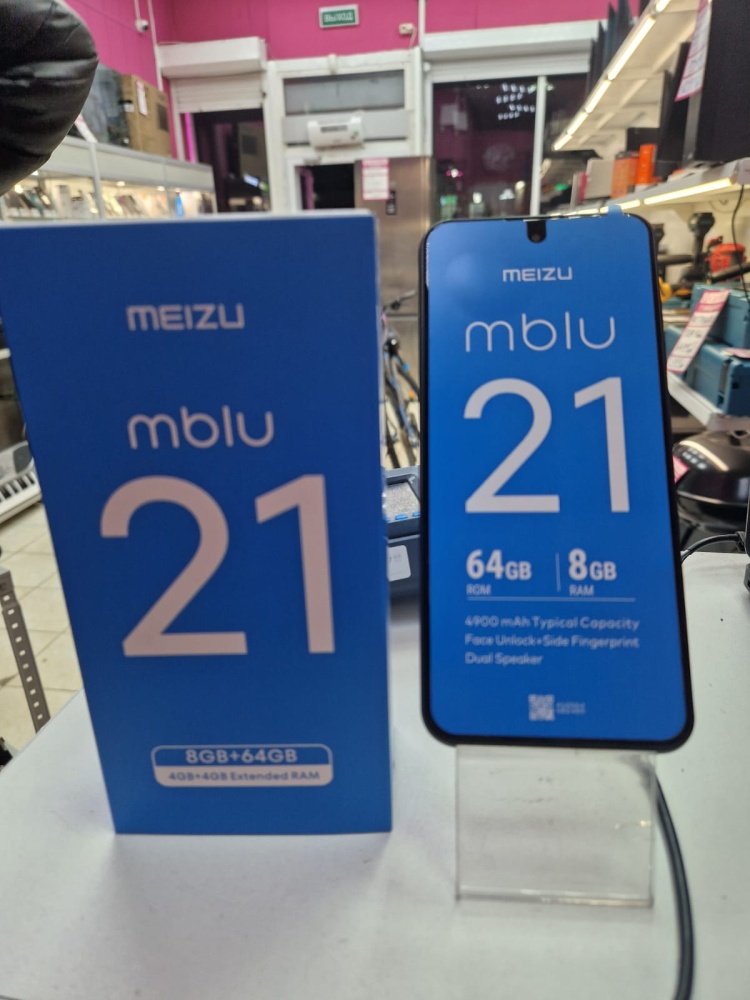 MEIZU
mblu
21
8GB+64GB
4GB+4GB Extended RAM
MEIZU
mblu
21
64GB
ROM
8GB
RAM
4900 mAh Typical Capacity
Face Unlock+Side Fingerprint
Dual Speaker